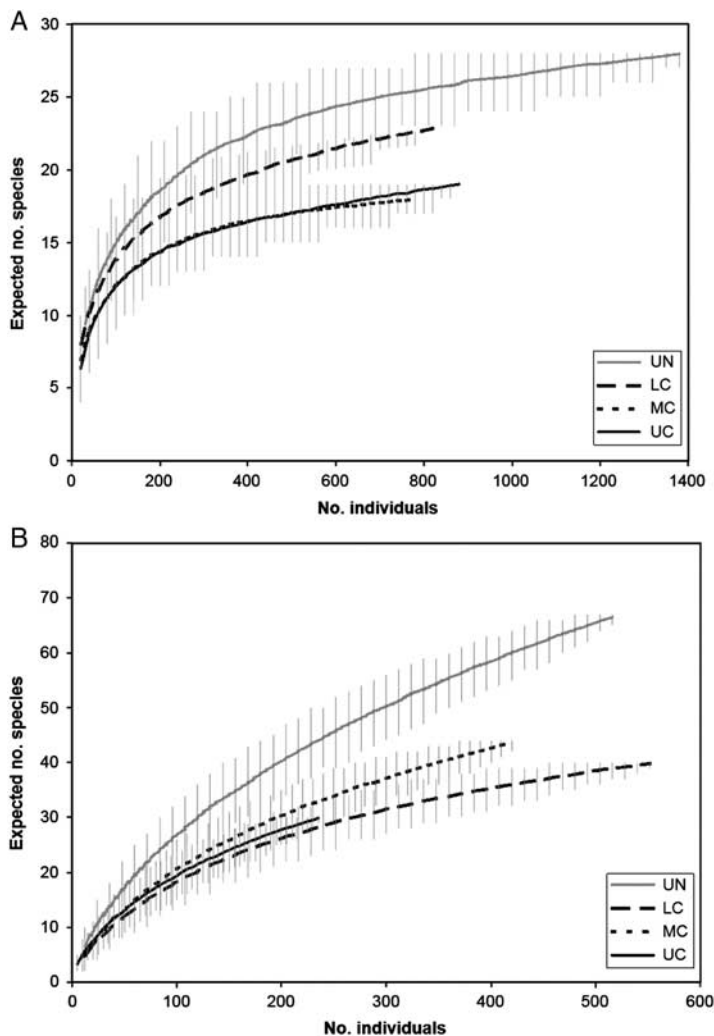 A
30
25
20
15
10
5
0
Expected no. species
0 200 400 600 800 1000 1200 1400
No. individuals
UN
LC
MC
UC
B
80
70
60
50
40
30
20
10
0
Expected no. species
0 100 200 300 400 500 600
No. individuals
UN
LC
MC
UC